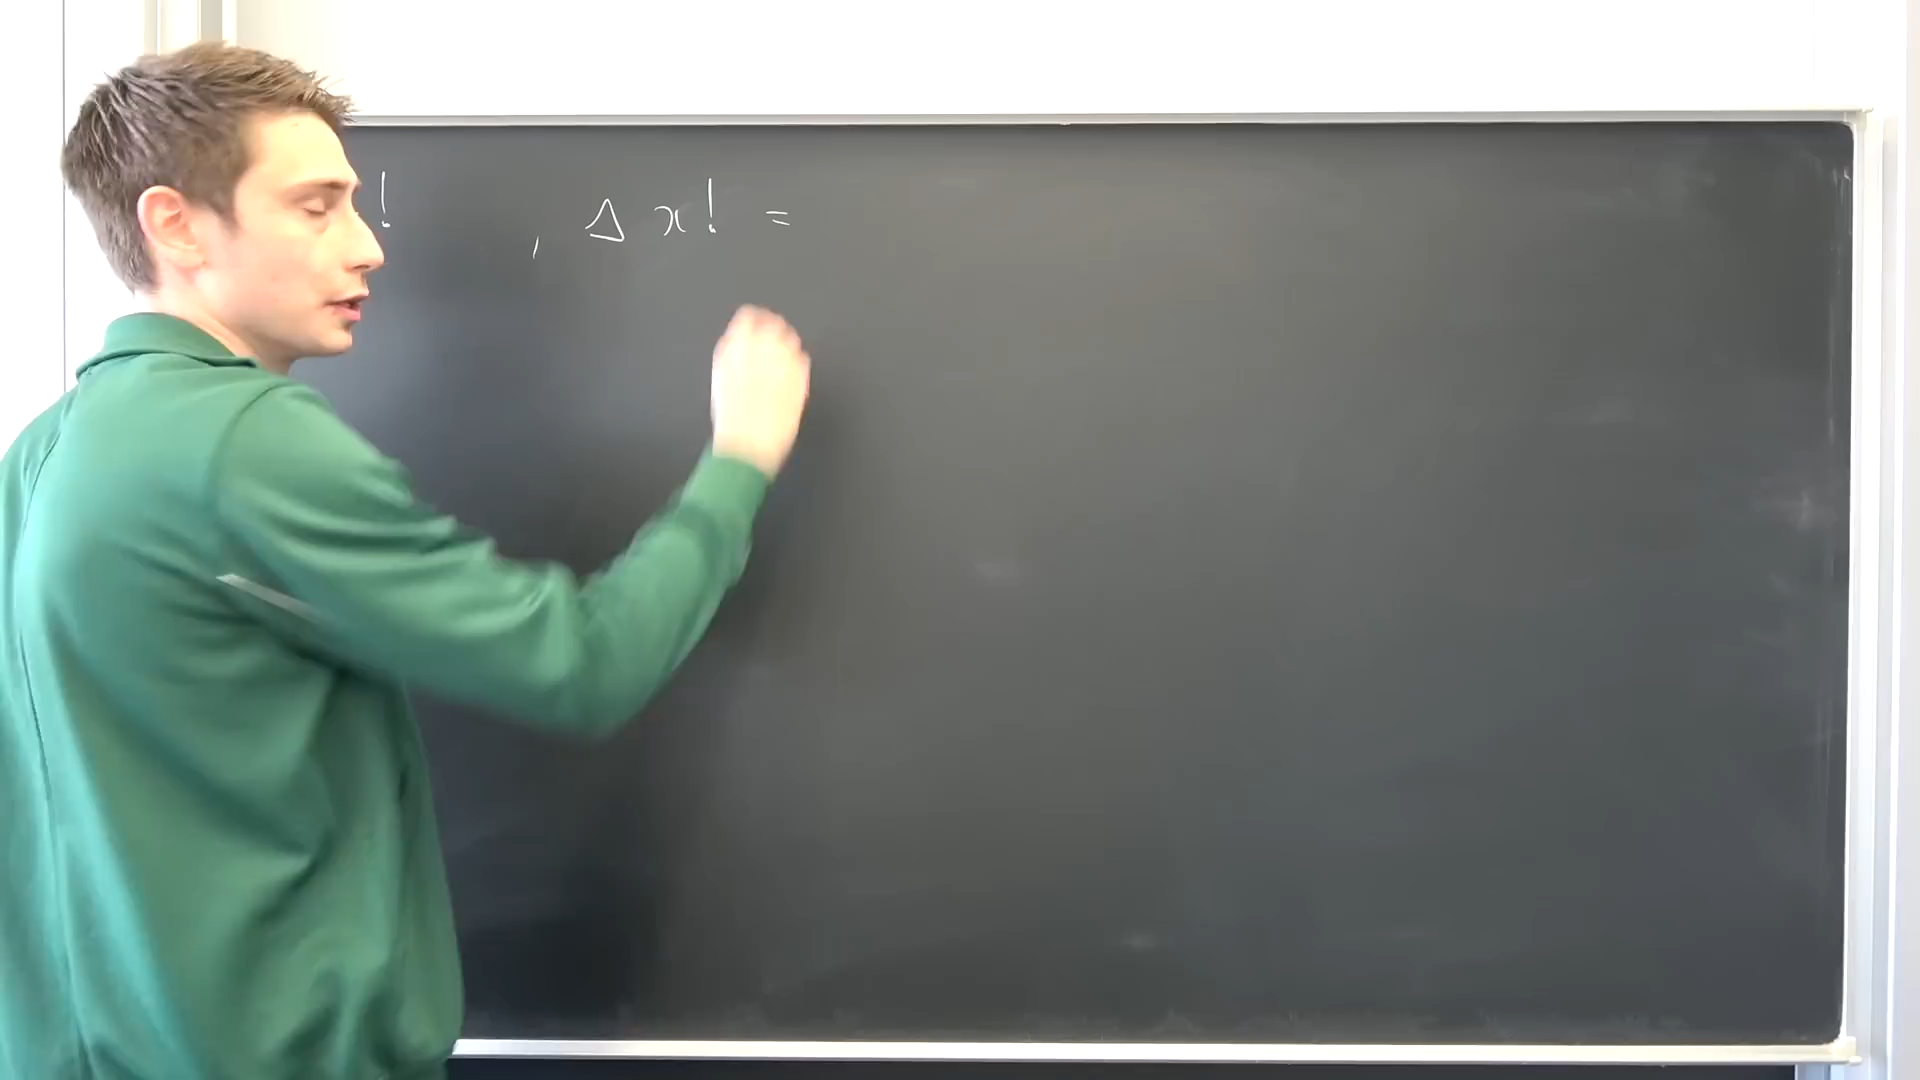 ! , Δ x! =